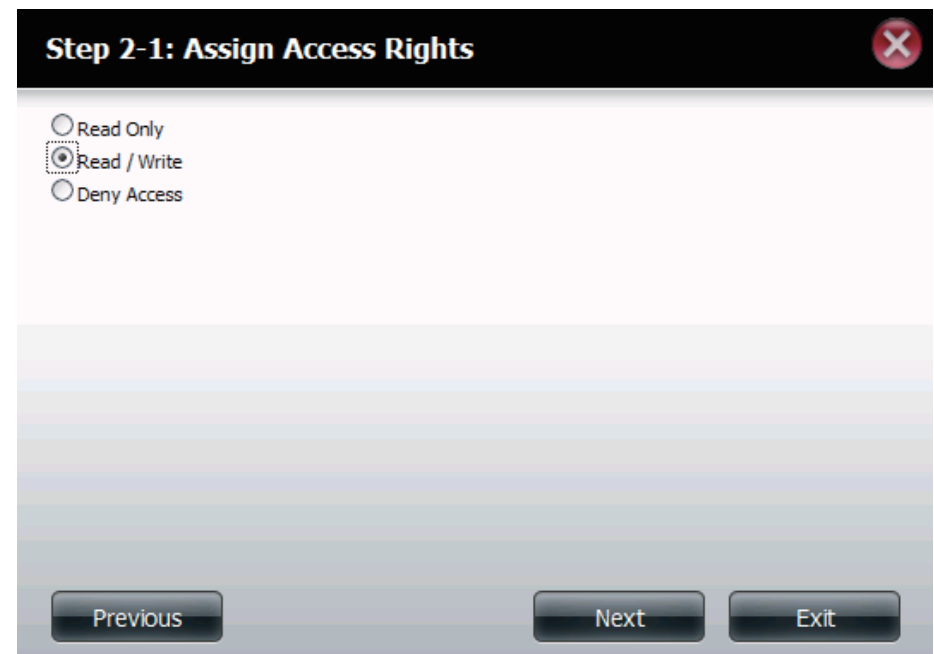 Step 2-1: Assign Access Rights
Read Only
Read / Write
Deny Access
Previous Next Exit